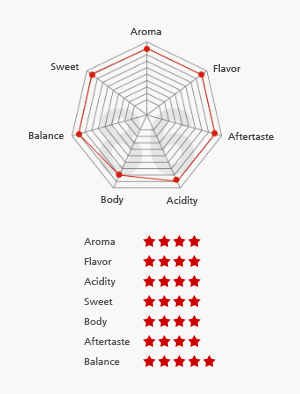 Aroma
Sweet
Flavor
Balance
Aftertaste
Body
Acidity
Aroma
Flavor
Acidity
Sweet
Body
Aftertaste
Balance